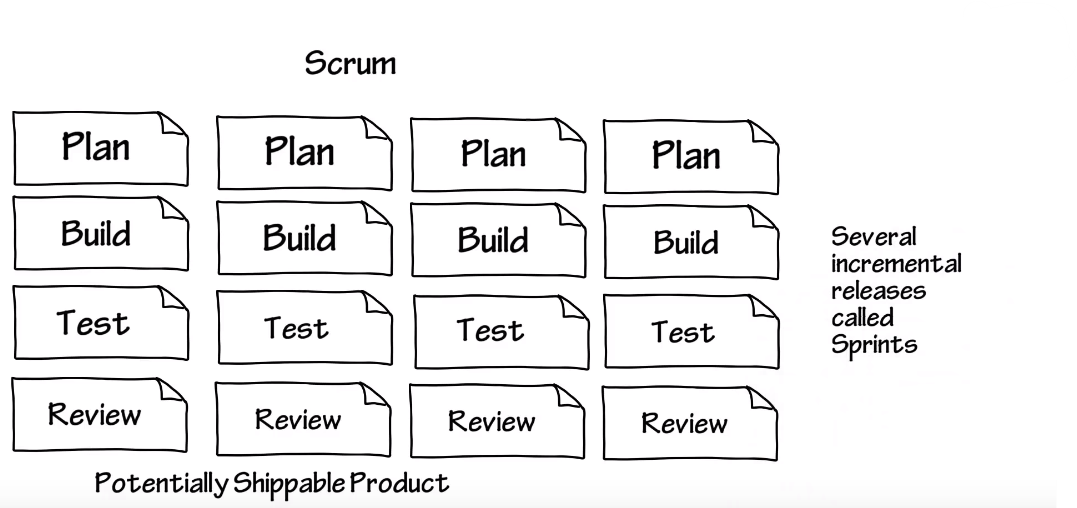 Scrum
Plan Plan Plan Plan
Build Build Build Build
Test Test Test Test
Review Review Review Review
Several
incremental
releases
called
Sprints
Potentially Shippable Product